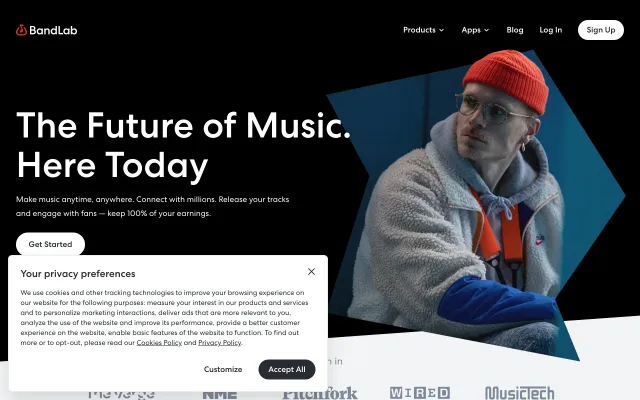 BandLab
Products
Apps
Blog
Log In
Sign Up
The Future of Music.
Here Today
Make music anytime, anywhere. Connect with millions. Release your tracks
and engage with fans — keep 100% of your earnings.
Get Started
Your privacy preferences
We use cookies and other tracking technologies to improve your browsing experience on
our website for the following purposes: measure your interest in our products and services
and to personalize marketing interactions, deliver ads that are more relevant to you,
analyze the use of the website and improve its performance, provide a better customer
experience on the website, enable basic features of the website to function. To find out
more or to opt-out, please read our Cookies Policy and Privacy Policy.
Customize
Accept All
in
NME
Pitchfork
WIRED
MusicTech